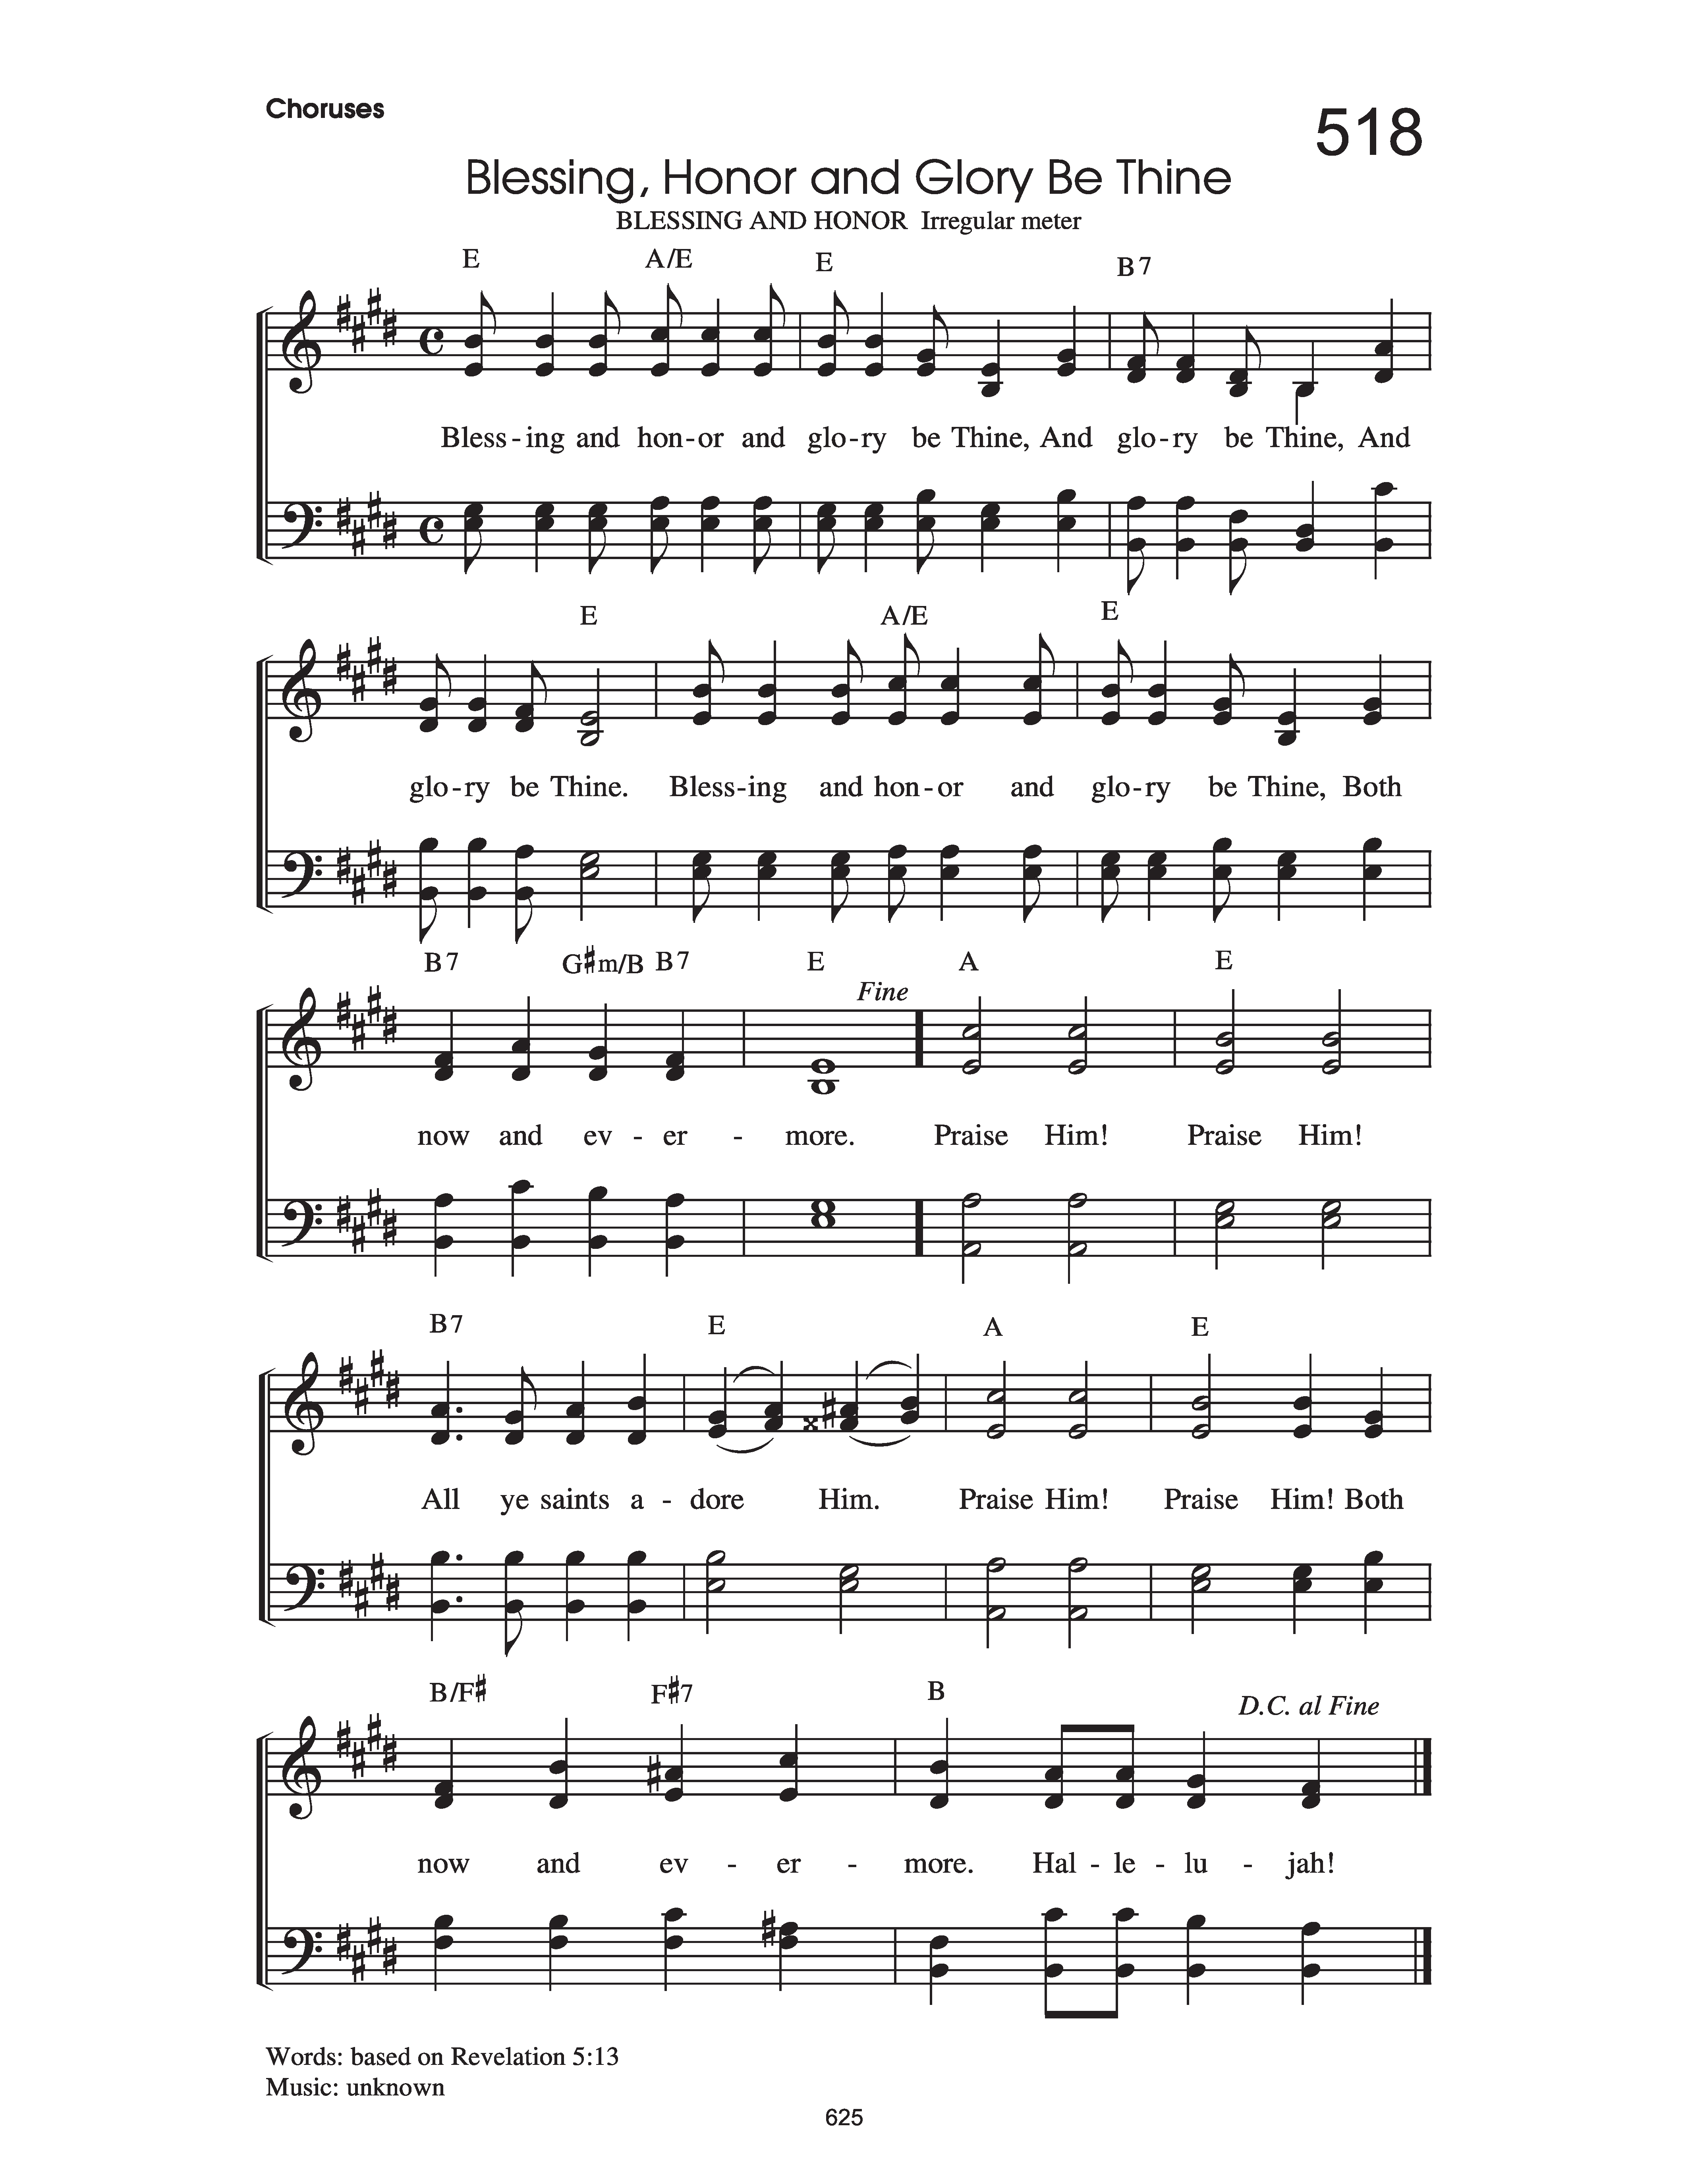 Choruses
518
Blessing, Honor and Glory Be Thine
BLESSING AND HONOR Irregular meter
E A/E E B7
Bless - ing and hon - or and glo - ry be Thine, And glo - ry be Thine, And
E A/E E
glo - ry be Thine. Bless - ing and hon - or and glo - ry be Thine, Both
B7 G♯m/B B7 E Fine A E
now and ev - er - more. Praise Him! Praise Him!
B7 E A E
All ye saints a - dore Him. Praise Him! Praise Him! Both
B/F♯ F♯7 B D.C. al Fine
now and ev - er - more. Hal - le - lu - jah!
Words: based on Revelation 5:13
Music: unknown
625